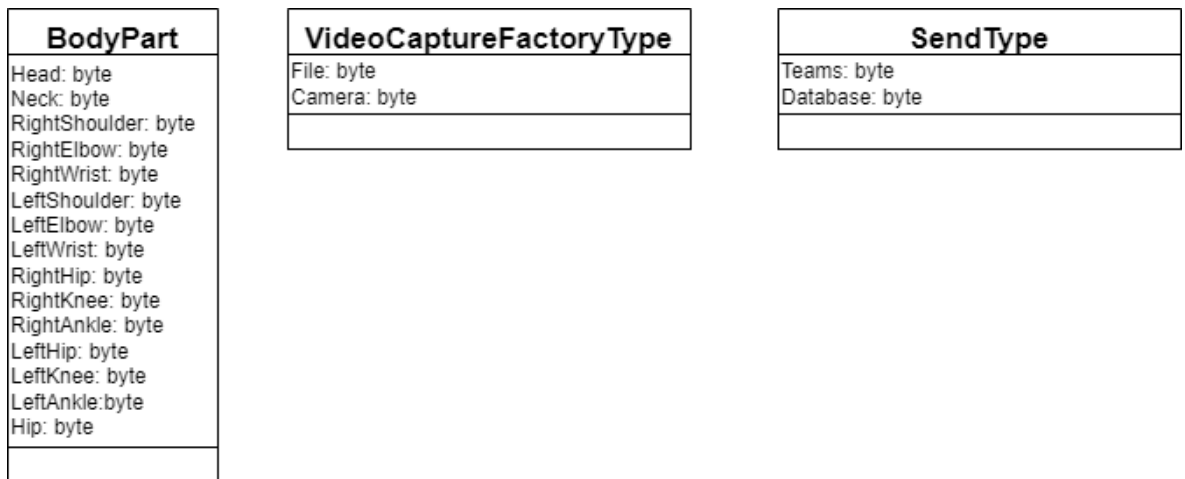 BodyPart
Head: byte
Neck: byte
RightShoulder: byte
RightElbow: byte
RightWrist: byte
LeftShoulder: byte
LeftElbow: byte
LeftWrist: byte
RightHip: byte
RightKnee: byte
RightAnkle: byte
LeftHip: byte
LeftKnee: byte
LeftAnkle:byte
Hip: byte
VideoCaptureFactoryType
File: byte
Camera: byte
SendType
Teams: byte
Database: byte